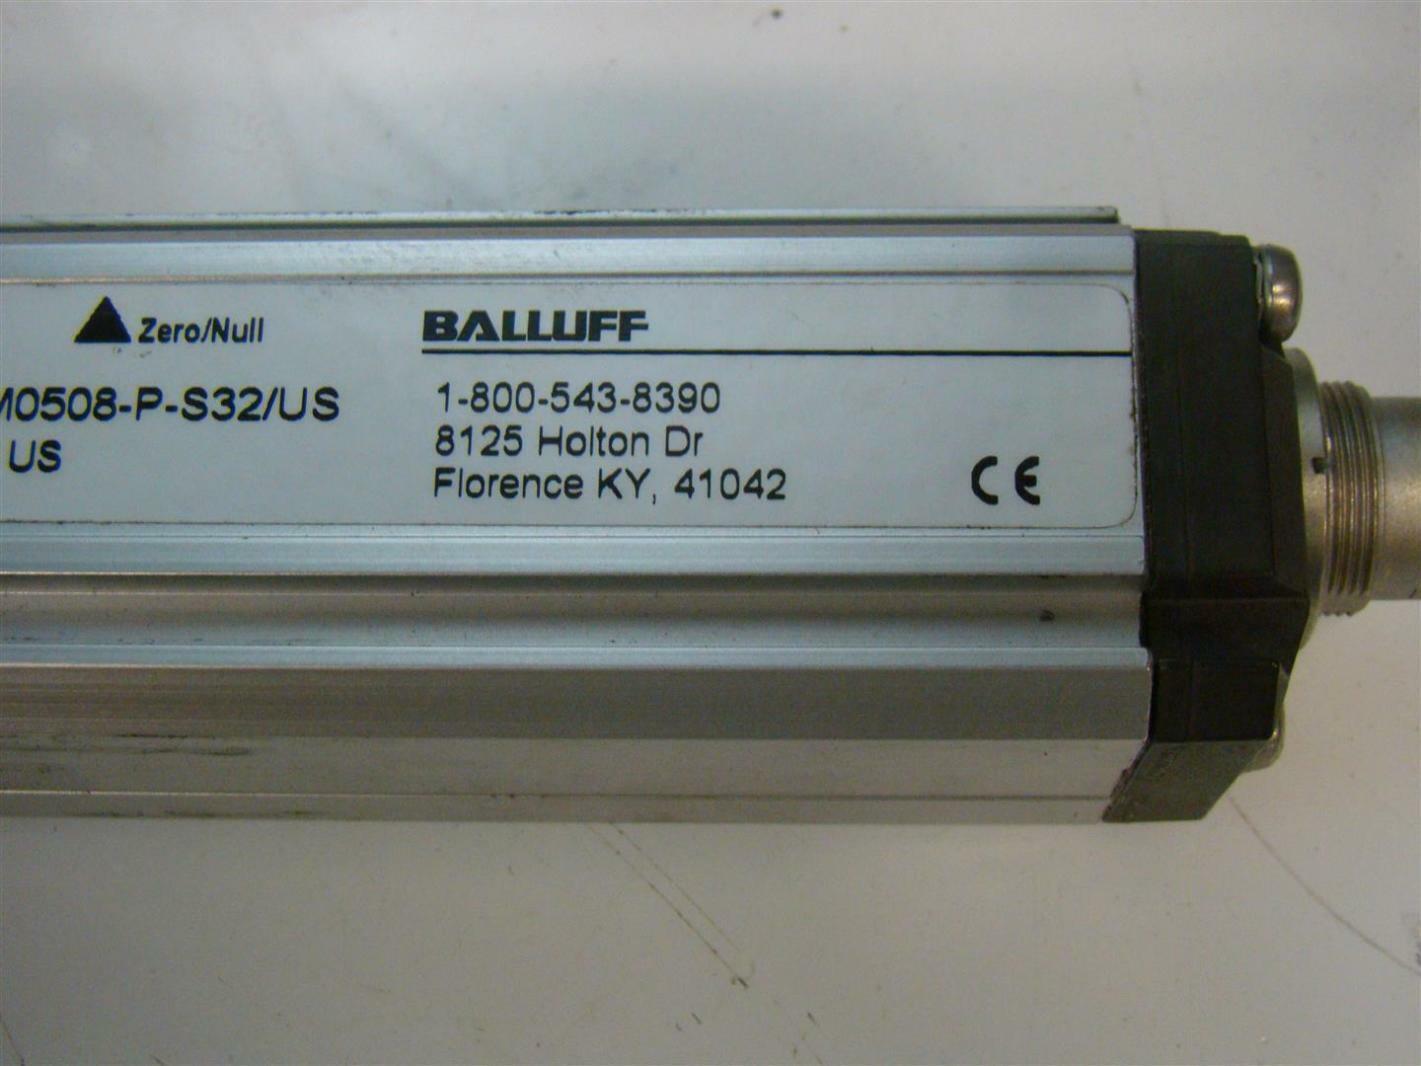 Zero/Null
BALLUFF
M0508-P-S32/US
US
1-800-543-8390
8125 Holton Dr
Florence KY, 41042
CE